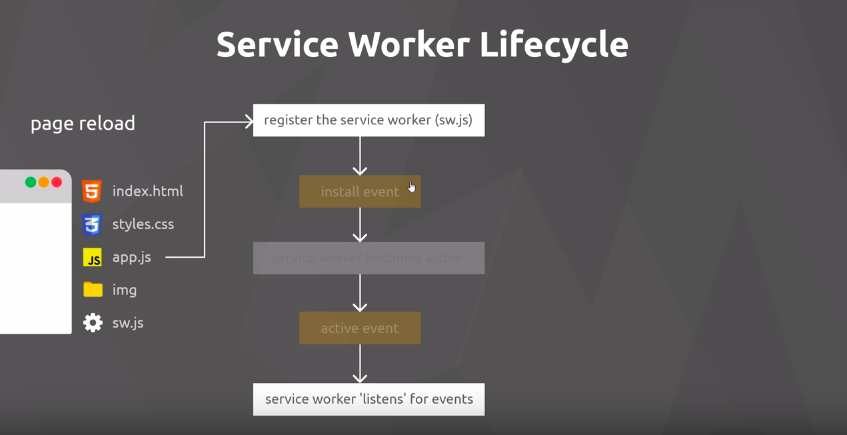 Service Worker Lifecycle
page reload
register the service worker (sw.js)
install event
service worker becomes active
active event
service worker 'listens' for events
index.html
styles.css
JS app.js
img
sw.js